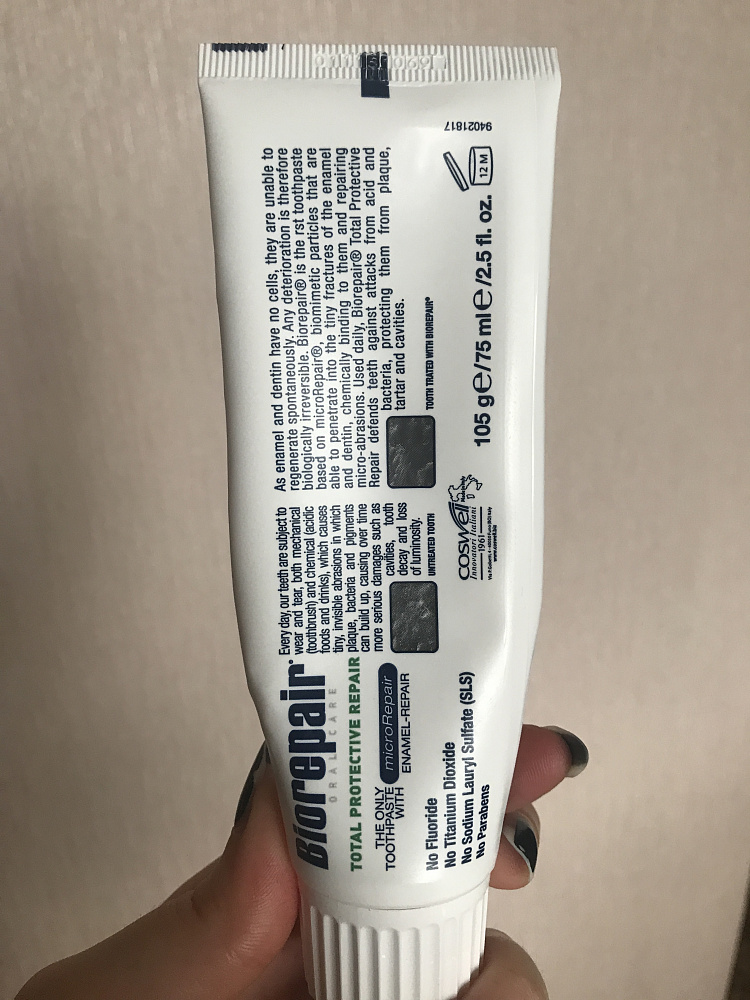 Biorepair®
ORAL CARE
TOTAL PROTECTIVE REPAIR
THE ONLY
TOOTHPASTE
WITH
microRepair
ENAMEL-REPAIR
No Fluoride
No Titanium Dioxide
No Sodium Lauryl Sulfate (SLS)
No Parabens
Every day, our teeth are subject to
wear and tear, both mechanical
(toothbrush) and chemical (acidic
foods and drinks), which causes
tiny, invisible abrasions in which
plaque, bacteria and pigments
can build up, causing over time
more serious damages such as
cavities, tooth
decay and loss
of luminosity.
UNTREATED TOOTH
As enamel and dentin have no cells, they are unable to
regenerate spontaneously. Any deterioration is therefore
biologically irreversible. Biorepair® is the rst toothpaste
based on microRepair®, biomimetic particles that are
able to penetrate into the tiny fractures of the enamel
and dentin, chemically binding to them and repairing
micro-abrasions. Used daily, Biorepair® Total Protective
Repair defends teeth against attacks from acid and
bacteria, protecting them from plaque,
tartar and cavities.
TOOTH TRATED WITH BIOREPAIR®
coswell
Innovatori Italiani
1961
105 g℮/75 ml℮/2.5 fl. oz.
12 M
94021817